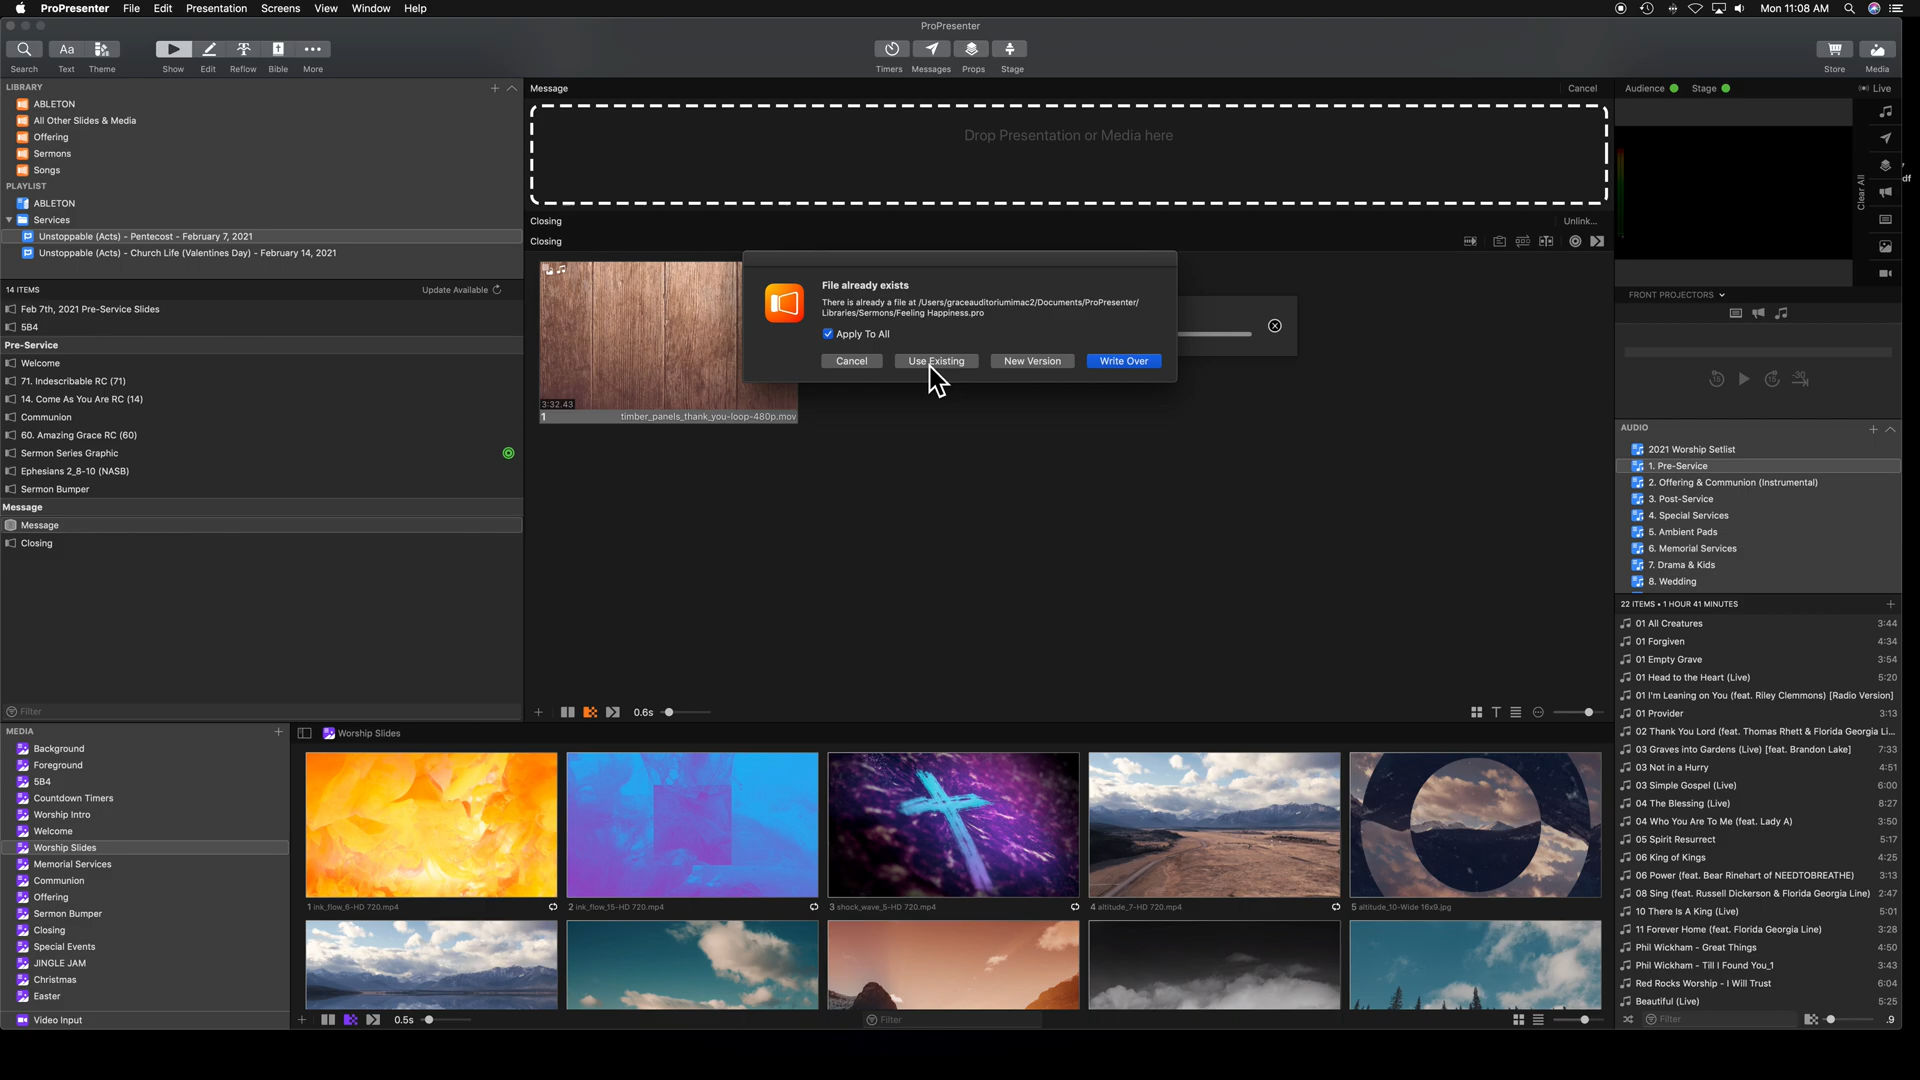 ProPresenter File Edit Presentation Screens View Window Help
Mon 11:08 AM
ProPresenter
Aa
Search Text Theme Show Edit Reflow Bible More
Timers Messages Props Stage
Store Media
LIBRARY
ABLETON
All Other Slides & Media
Offering
Sermons
Songs
PLAYLIST
ABLETON
Services
Unstoppable (Acts) - Pentecost - February 7, 2021
Unstoppable (Acts) - Church Life (Valentines Day) - February 14, 2021
14 ITEMS
Update Available
Feb 7th, 2021 Pre-Service Slides
5B4
Pre-Service
Welcome
71. Indescribable RC (71)
14. Come As You Are RC (14)
Communion
60. Amazing Grace RC (60)
Sermon Series Graphic
Ephesians 2_8-10 (NASB)
Sermon Bumper
Message
Message
Closing
Filter
Message
Cancel
Drop Presentation or Media here
Closing
Unlink...
Closing
3:32.43
1
timber_panels_thank_you-loop-480p.mov
File already exists
There is already a file at /Users/graceauditoriumimac2/Documents/ProPresenter/
Libraries/Sermons/Feeling Happiness.pro
Apply To All
Cancel
Use Existing
New Version
Write Over
0.6s
T
Audience
Stage
Live
Clear All
df
FRONT PROJECTORS
15
15
-30
AUDIO
2021 Worship Setlist
1. Pre-Service
2. Offering & Communion (Instrumental)
3. Post-Service
4. Special Services
5. Ambient Pads
6. Memorial Services
7. Drama & Kids
8. Wedding
22 ITEMS • 1 HOUR 41 MINUTES
01 All Creatures 3:44
01 Forgiven 4:34
01 Empty Grave 3:54
01 Head to the Heart (Live) 5:20
01 I'm Leaning on You (feat. Riley Clemmons) [Radio Version]
01 Provider 3:13
02 Thank You Lord (feat. Thomas Rhett & Florida Georgia Li...
03 Graves into Gardens (Live) [feat. Brandon Lake] 7:33
03 Not in a Hurry 4:51
03 Simple Gospel (Live) 6:00
04 The Blessing (Live) 8:27
04 Who You Are To Me (feat. Lady A) 3:50
05 Spirit Resurrect 5:17
06 King of Kings 4:25
06 Power (feat. Bear Rinehart of NEEDTOBREATHE) 3:13
08 Sing (feat. Russell Dickerson & Florida Georgia Line) 2:47
10 There Is A King (Live) 5:01
11 Forever Home (feat. Florida Georgia Line) 3:28
Phil Wickham - Great Things 4:50
Phil Wickham - Till I Found You_1 3:43
Red Rocks Worship - I Will Trust 6:04
Beautiful (Live) 5:25
Filter
.9
MEDIA
Background
Foreground
5B4
Countdown Timers
Worship Intro
Welcome
Worship Slides
Memorial Services
Communion
Offering
Sermon Bumper
Closing
Special Events
JINGLE JAM
Christmas
Easter
Video Input
Worship Slides
1 ink_flow_6-HD 720.mp4
2 ink_flow_15-HD 720.mp4
3 shock_wave_5-HD 720.mp4
4 altitude_7-HD 720.mp4
5 altitude_10-Wide 16x9.jpg
0.5s
Filter